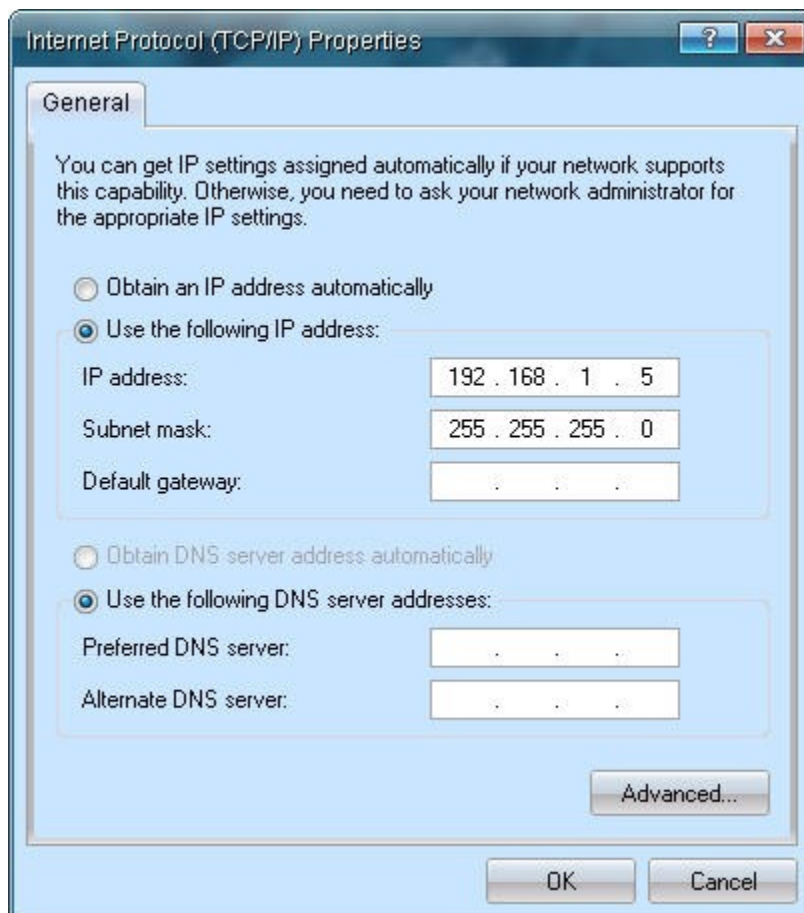 Internet Protocol (TCP/IP) Properties
?
General
You can get IP settings assigned automatically if your network supports
this capability. Otherwise, you need to ask your network administrator for
the appropriate IP settings.
Obtain an IP address automatically
Use the following IP address:
IP address: 192 . 168 . 1 . 5
Subnet mask: 255 . 255 . 255 . 0
Default gateway: . . .
Obtain DNS server address automatically
Use the following DNS server addresses:
Preferred DNS server: . . .
Alternate DNS server: . . .
Advanced...
OK Cancel